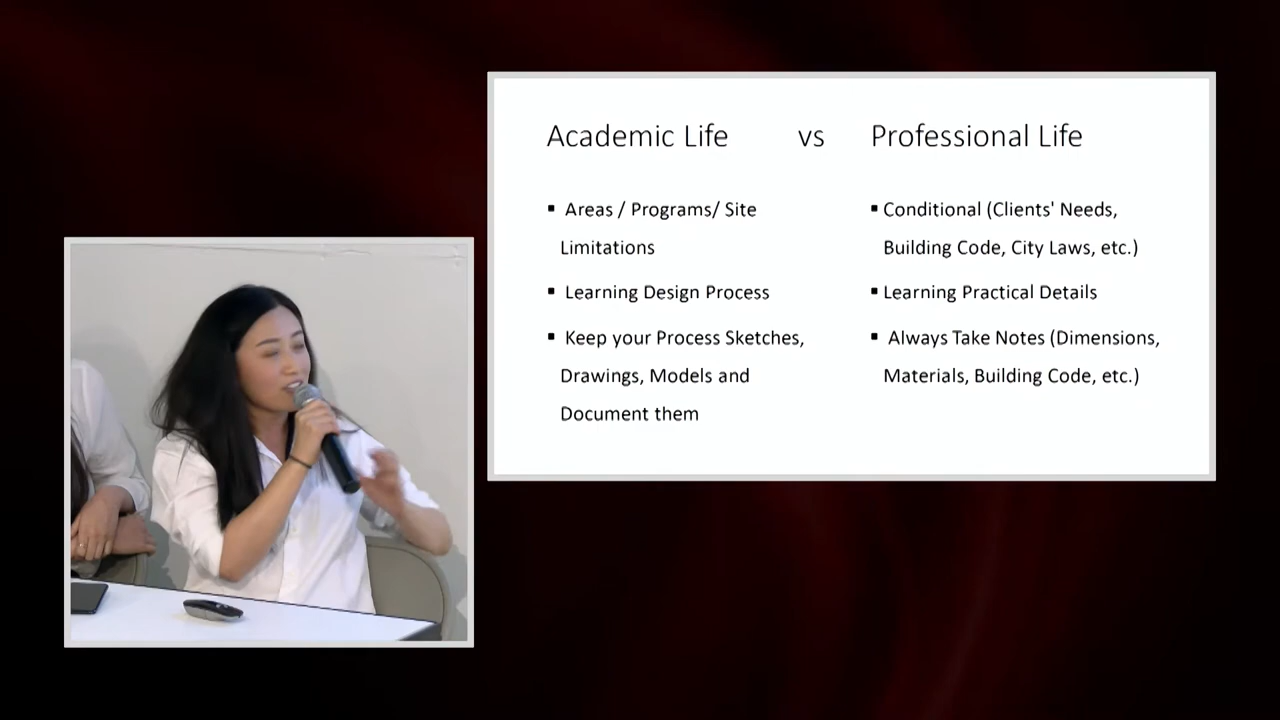 Academic Life vs Professional Life
▪ Areas / Programs/ Site
Limitations
▪ Learning Design Process
▪ Keep your Process Sketches,
Drawings, Models and
Document them
▪ Conditional (Clients' Needs,
Building Code, City Laws, etc.)
▪ Learning Practical Details
▪ Always Take Notes (Dimensions,
Materials, Building Code, etc.)